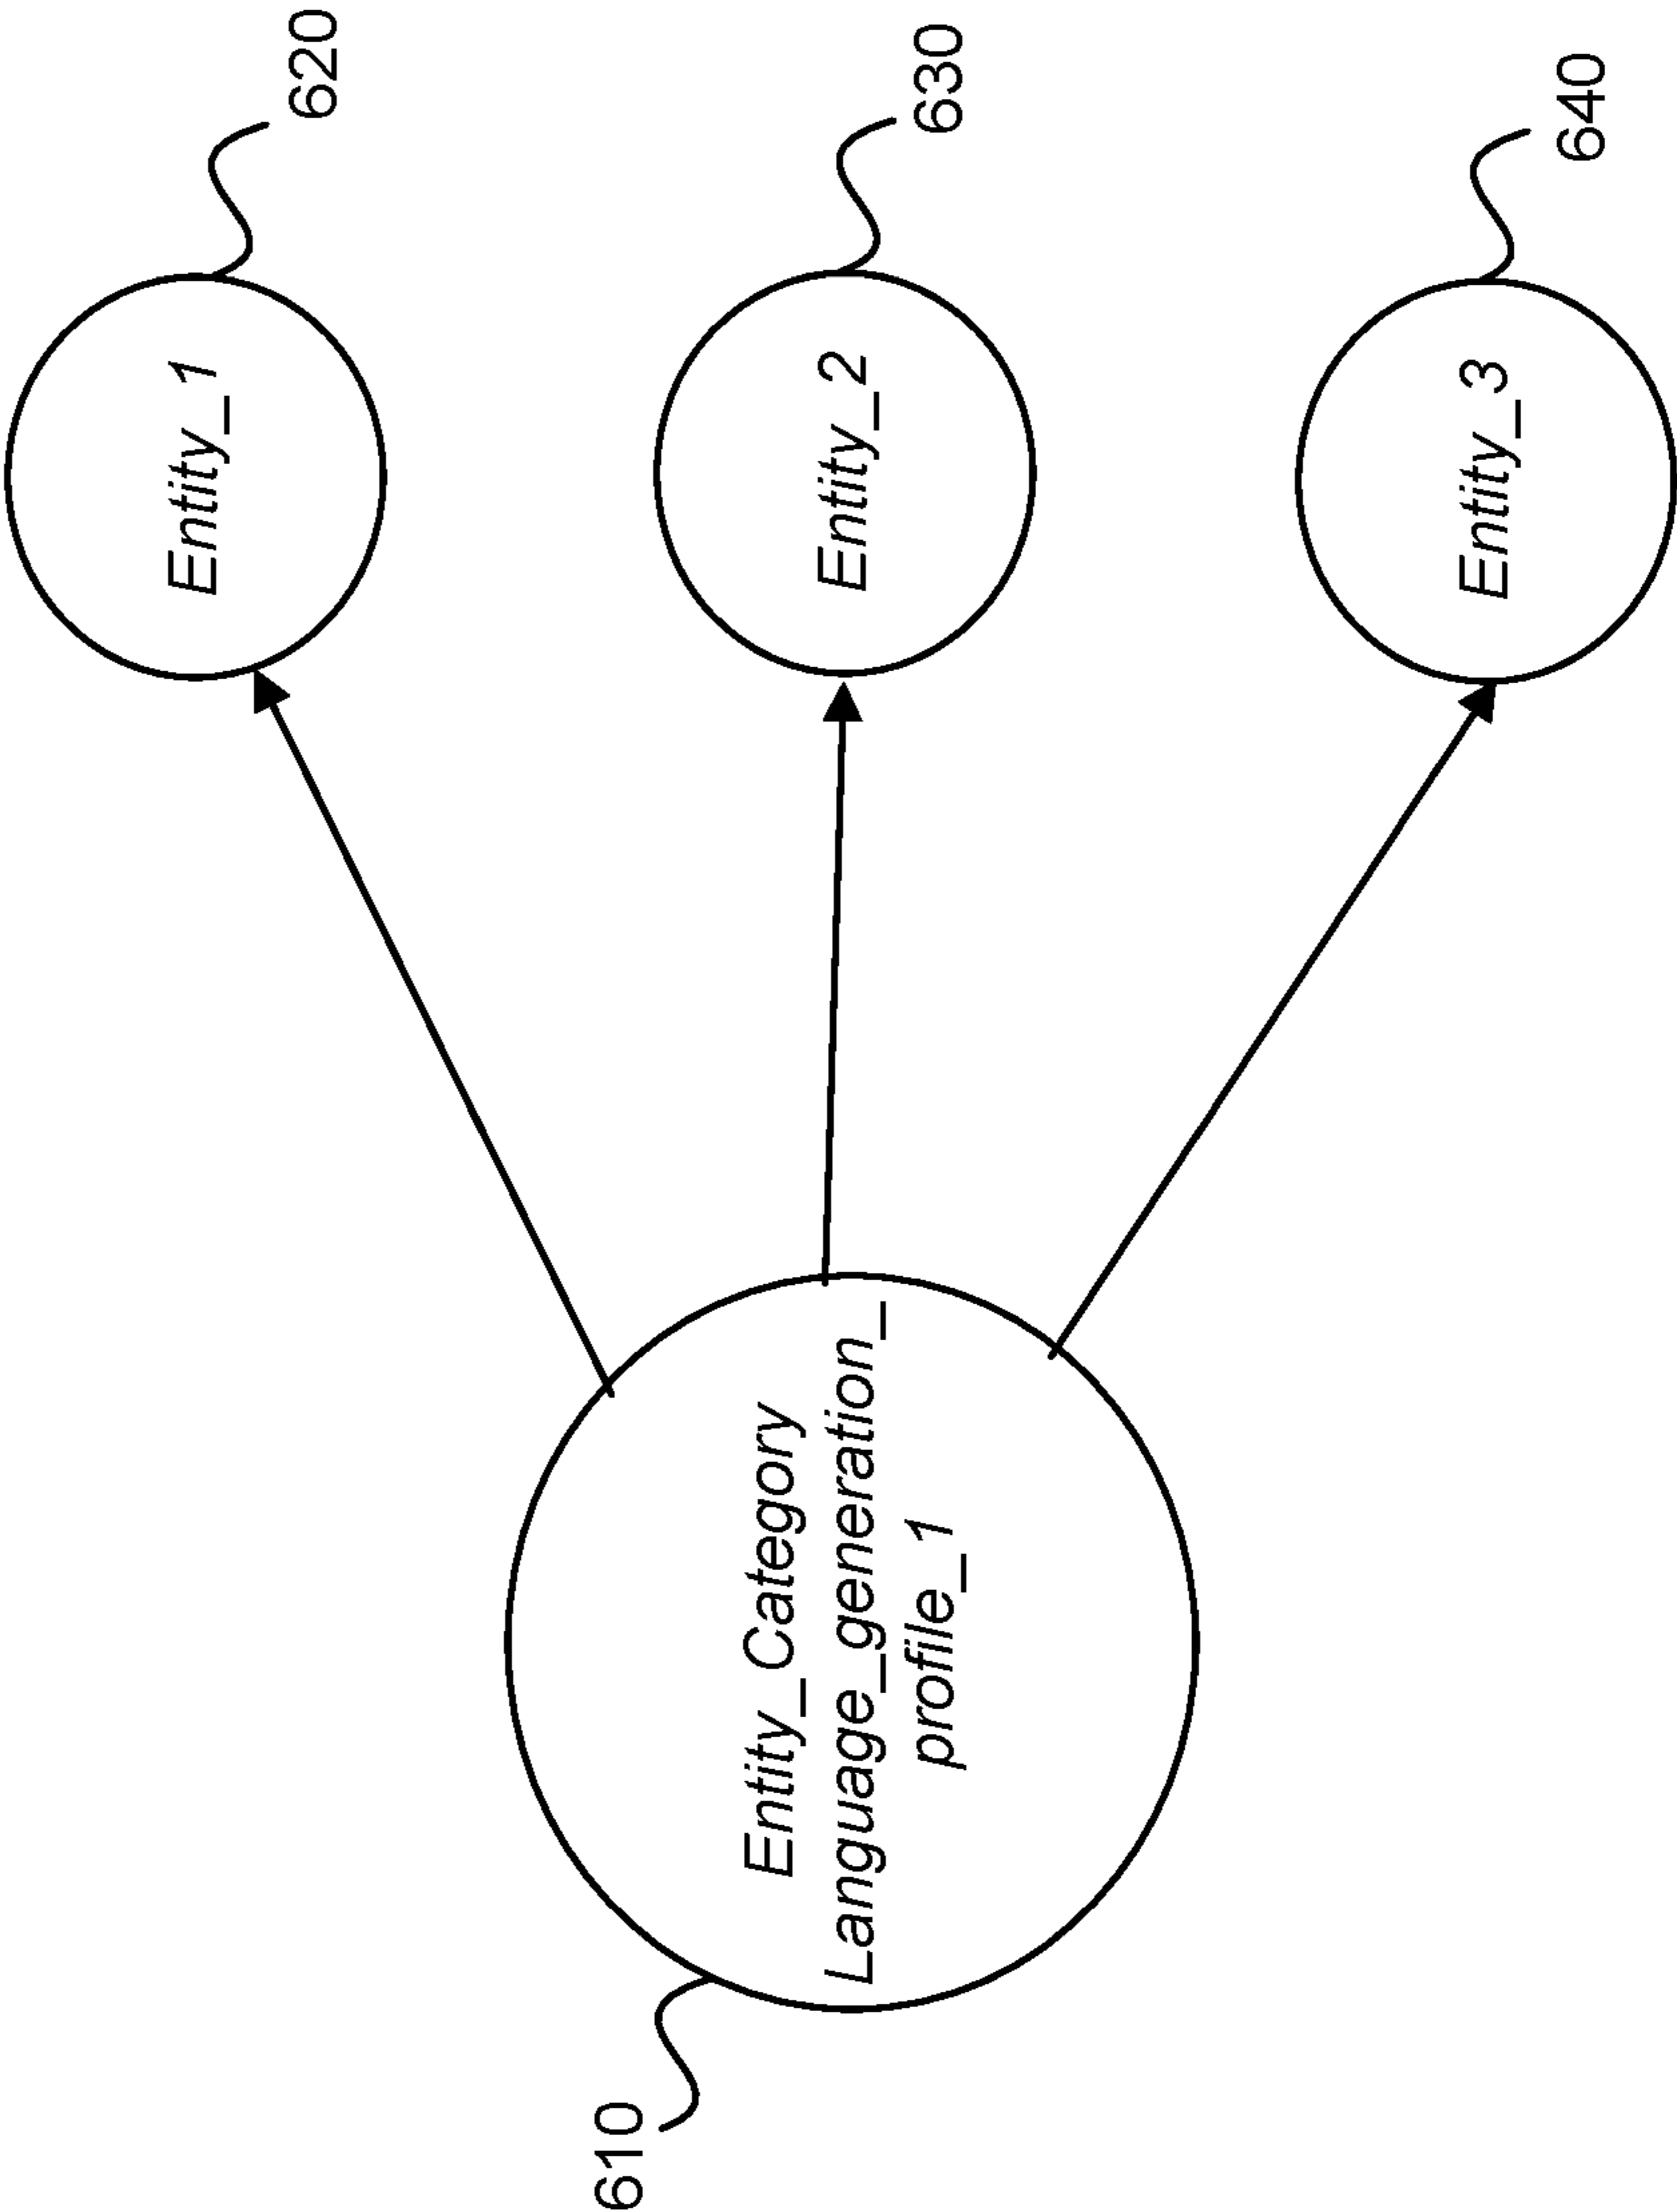 610
Entity_Category
Language_generation_
profile_1
Entity_1
620
Entity_2
630
Entity_3
640